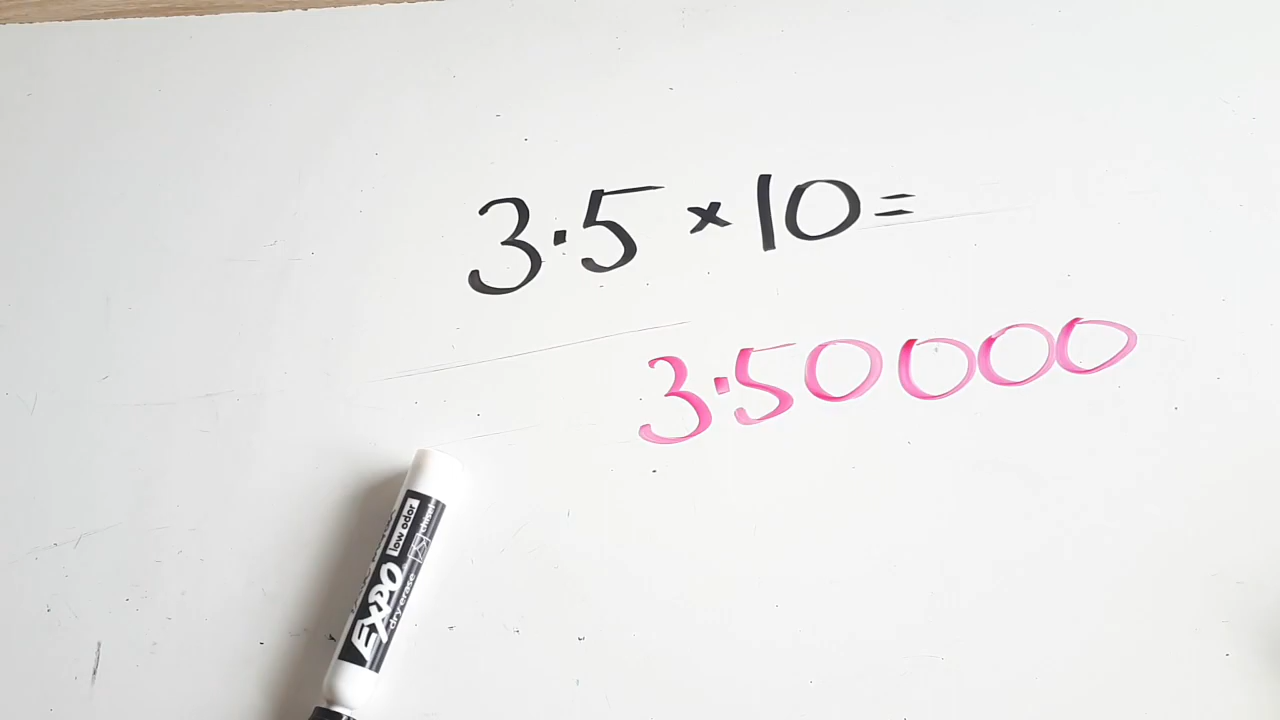 3·5 × 10 =
3·50000
EXPO
low odor
dry erase
chisel